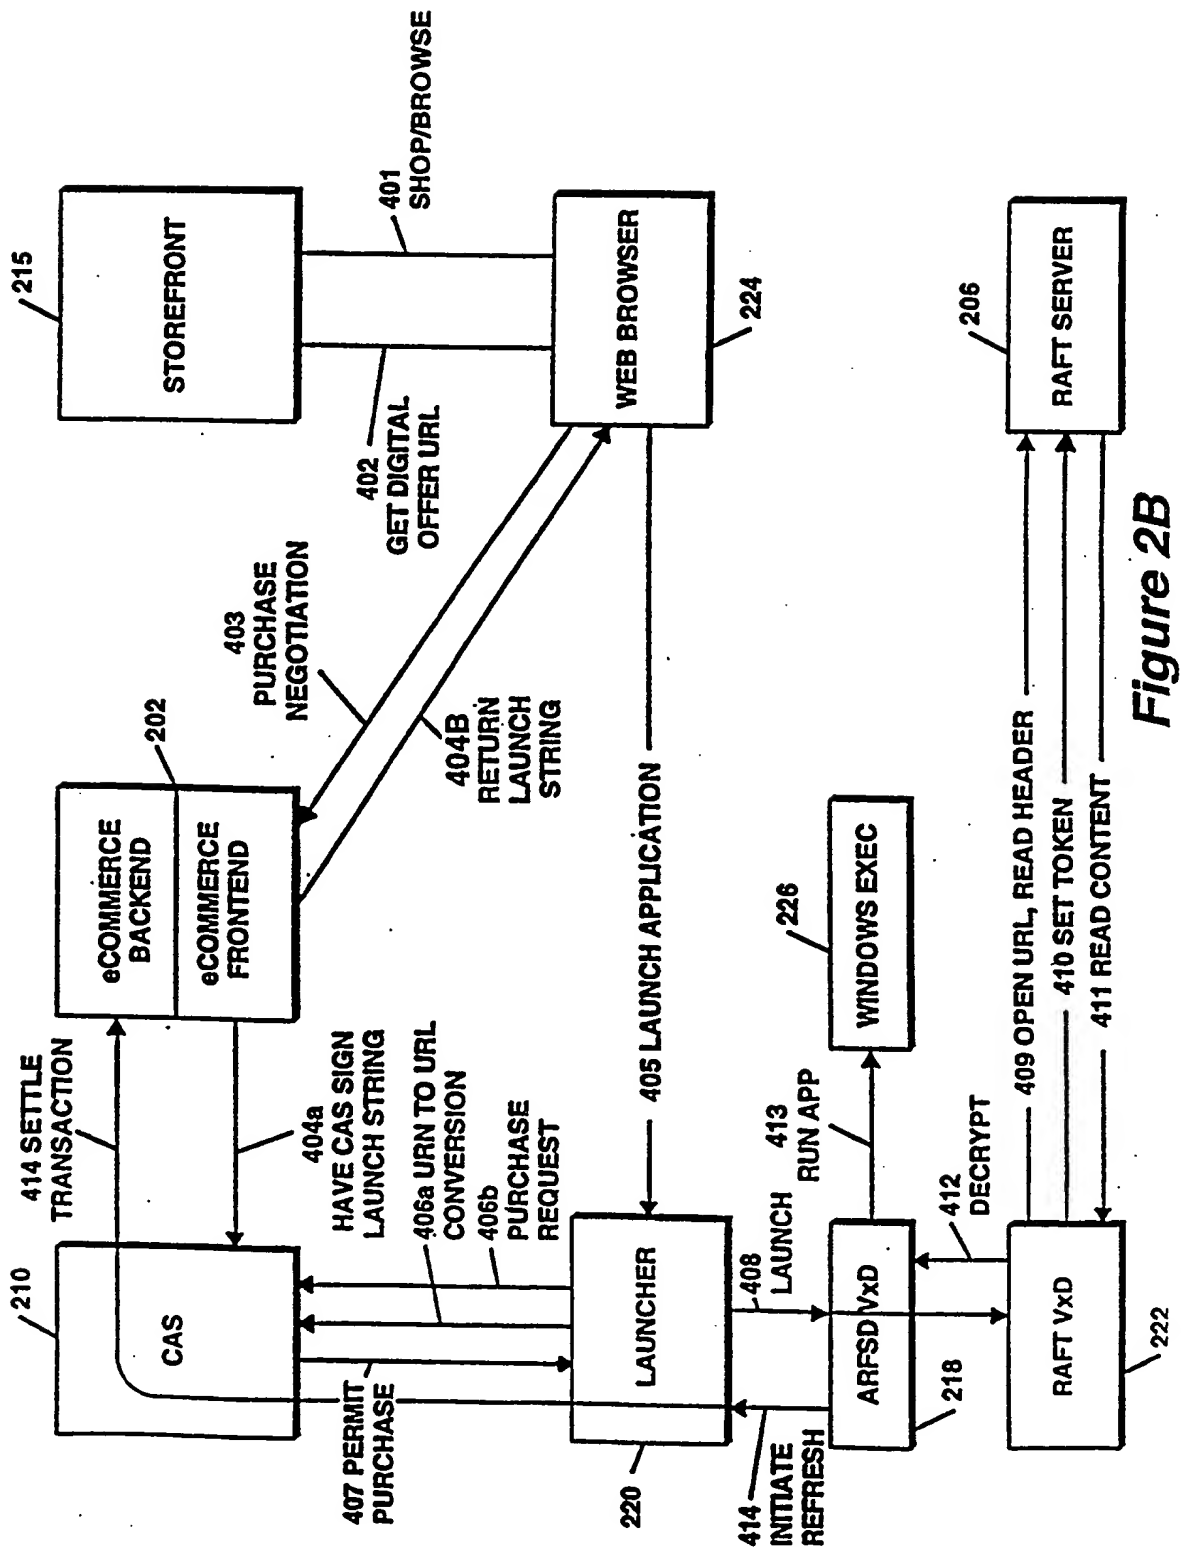 215
STOREFRONT
401
SHOP/BROWSE
402
GET DIGITAL
OFFER URL
WEB BROWSER
224
403
PURCHASE
NEGOTIATION
404B
RETURN
LAUNCH
STRING
202
eCOMMERCE
BACKEND
eCOMMERCE
FRONTEND
414 SETTLE
TRANSACTION
404a
HAVE CAS SIGN
LAUNCH STRING
406a URN TO URL
CONVERSION
406b
PURCHASE
REQUEST
210
CAS
407 PERMIT
PURCHASE
405 LAUNCH APPLICATION
LAUNCHER
220
408
LAUNCH
414
INITIATE
REFRESH
226
WINDOWS EXEC
413
RUN APP
ARFSD VxD
218
412
DECRYPT
RAFT VxD
222
409 OPEN URL, READ HEADER
410 SET TOKEN
411 READ CONTENT
206
RAFT SERVER
Figure 2B